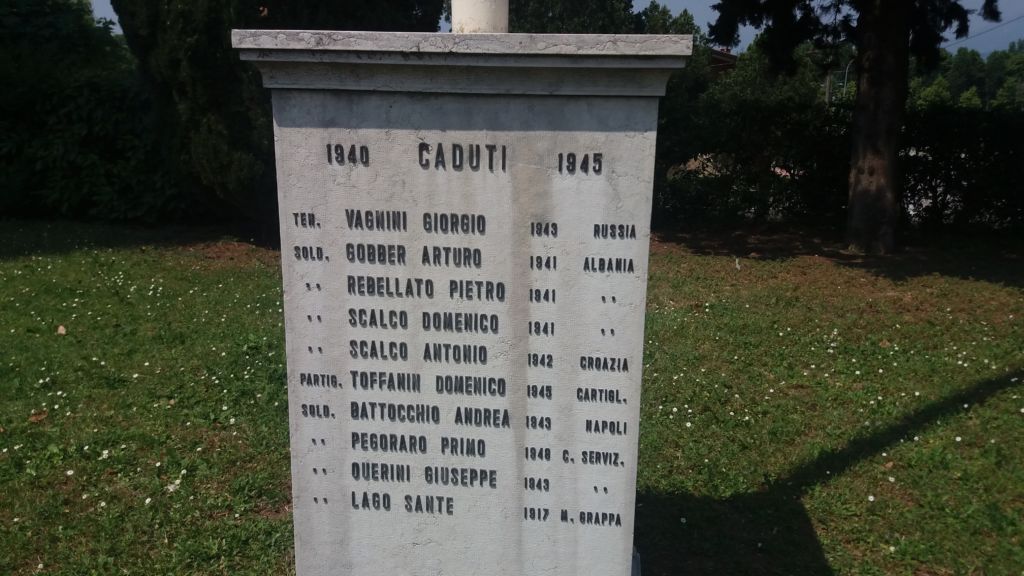 1940 CADUTI 1945
TEN. VAGNINI GIORGIO 1943 RUSSIA
SOLD. GOBBER ARTURO 1941 ALBANIA
" REBELLATO PIETRO 1941 "
" SCALCO DOMENICO 1941 "
" SCALCO ANTONIO 1942 CROAZIA
PARTIG. TOFFANIN DOMENICO 1945 CARTIGL.
SOLD. BATTOCCHIO ANDREA 1943 NAPOLI
" PEGORARO PRIMO 1948 C. SERVIZ.
" QUERINI GIUSEPPE 1943 "
" LAGO SANTE 1917 M. GRAPPA